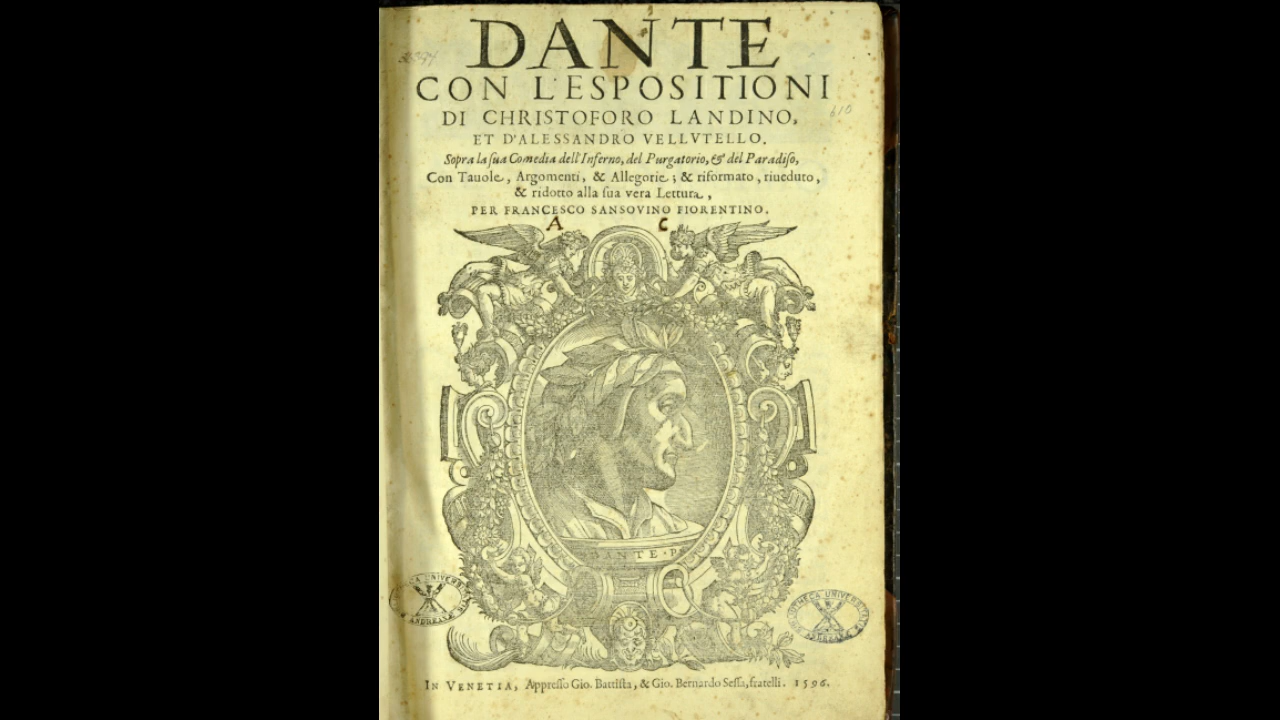 DANTE
CON L'ESPOSITIONI
DI CHRISTOFORO LANDINO,
ET D'ALESSANDRO VELLVTELLO.
Sopra la ſua Comedia dell'Inferno, del Purgatorio, & del Paradiſo,
Con Tauole, Argomenti, & Allegorie; & riformato, riueduto,
& ridotto alla ſua vera Lettura,
PER FRANCESCO SANSOVINO FIORENTINO.
A C
DANTE · P
IN VENETIA, Appreſſo Gio. Battiſta, & Gio. Bernardo Seſſa, fratelli. 1596.
610